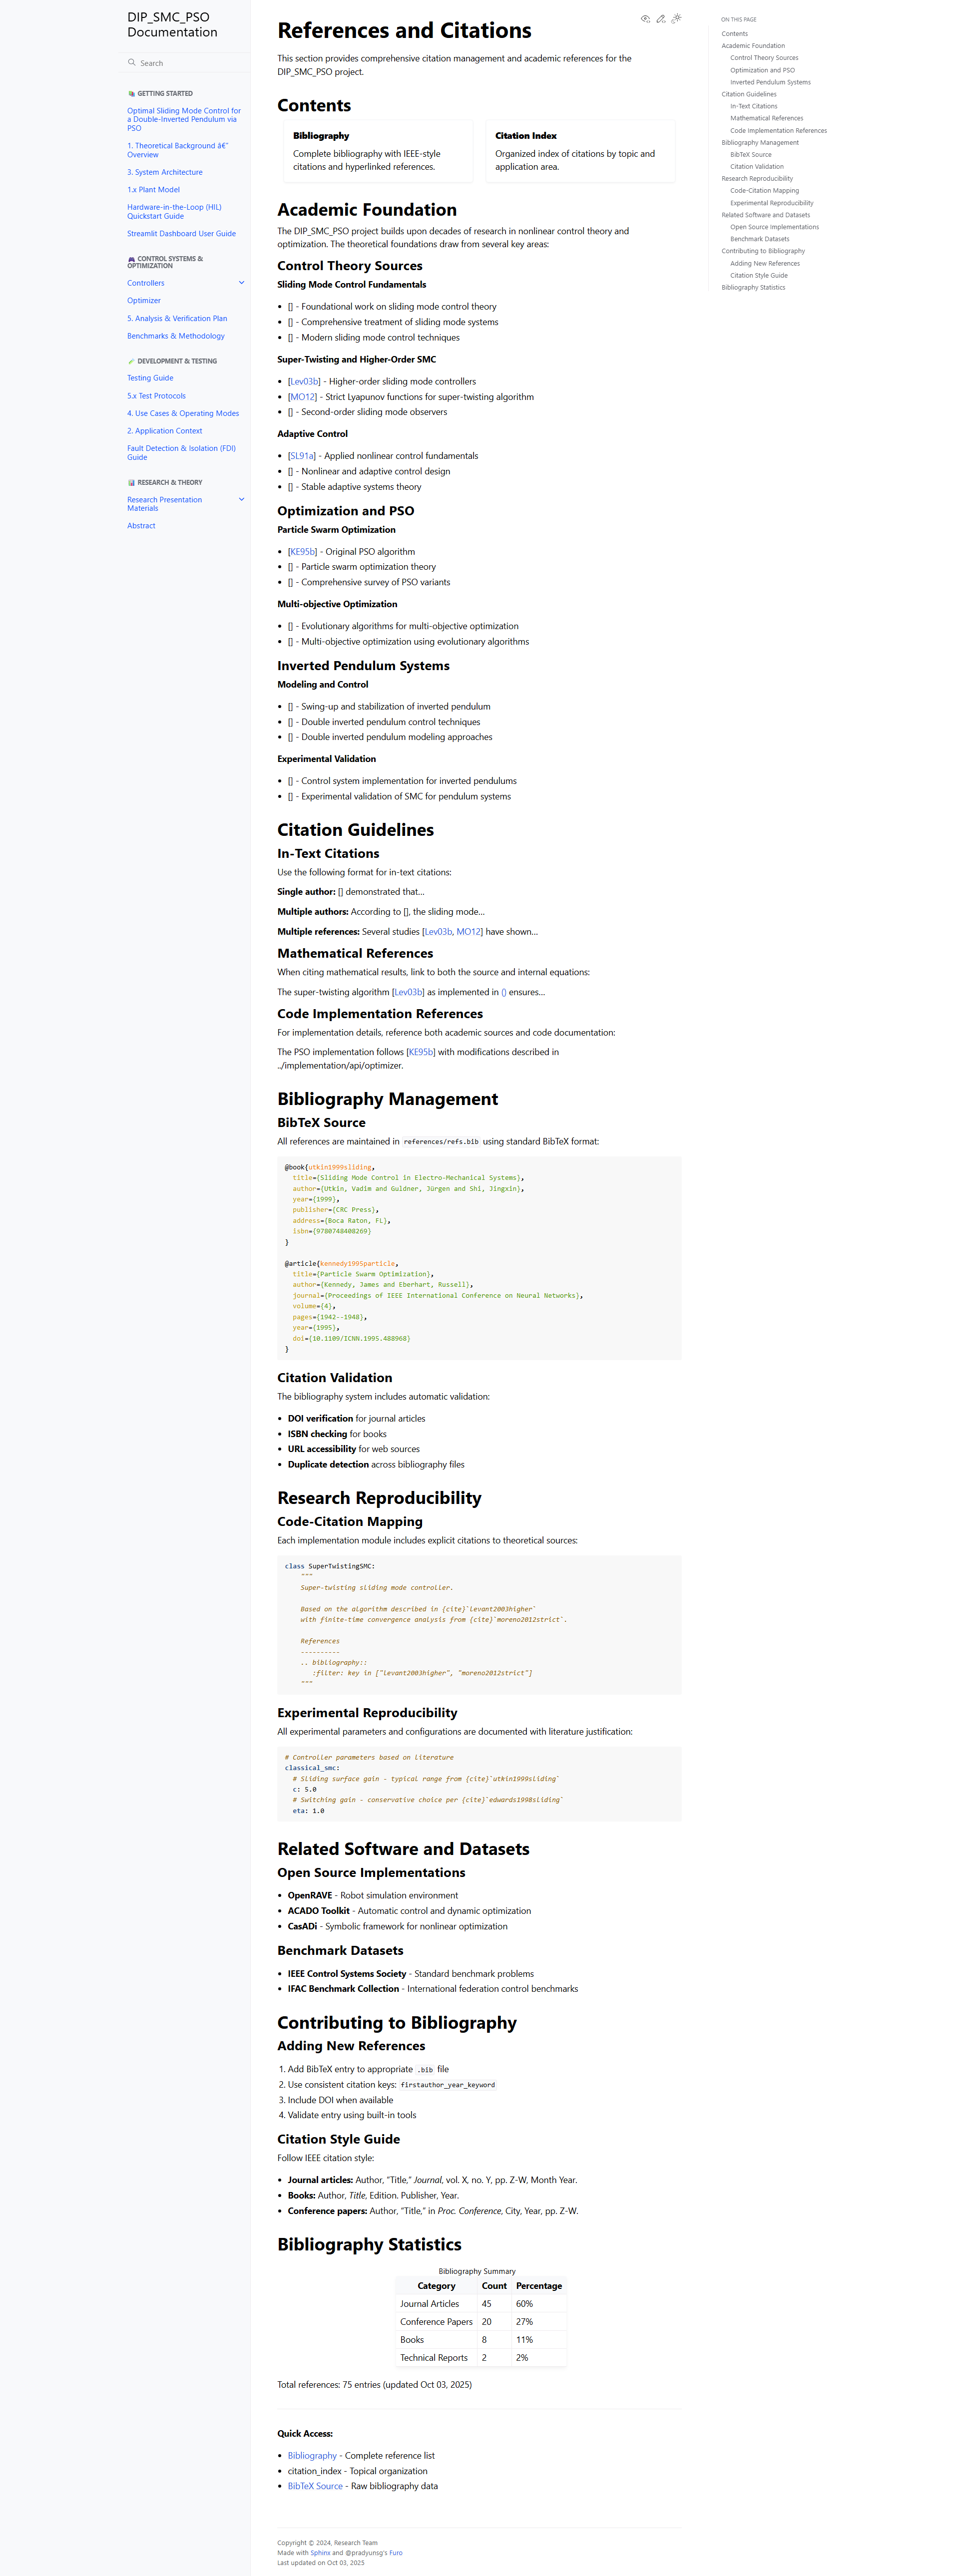 DIP_SMC_PSO
Documentation
Search
GETTING STARTED
Optimal Sliding Mode Control for
a Double-Inverted Pendulum via
PSO
1. Theoretical Background â€”
Overview
3. System Architecture
1.x Plant Model
Hardware-in-the-Loop (HIL)
Quickstart Guide
Streamlit Dashboard User Guide
CONTROL SYSTEMS &
OPTIMIZATION
Controllers
Optimizer
5. Analysis & Verification Plan
Benchmarks & Methodology
DEVELOPMENT & TESTING
Testing Guide
5.x Test Protocols
4. Use Cases & Operating Modes
2. Application Context
Fault Detection & Isolation (FDI)
Guide
RESEARCH & THEORY
Research Presentation
Materials
Abstract
References and Citations
This section provides comprehensive citation management and academic references for the
DIP_SMC_PSO project.
Contents
Bibliography
Complete bibliography with IEEE-style
citations and hyperlinked references.
Citation Index
Organized index of citations by topic and
application area.
Academic Foundation
The DIP_SMC_PSO project builds upon decades of research in nonlinear control theory and
optimization. The theoretical foundations draw from several key areas:
Control Theory Sources
Sliding Mode Control Fundamentals
• [] - Foundational work on sliding mode control theory
• [] - Comprehensive treatment of sliding mode systems
• [] - Modern sliding mode control techniques
Super-Twisting and Higher-Order SMC
• [Lev03b] - Higher-order sliding mode controllers
• [MO12] - Strict Lyapunov functions for super-twisting algorithm
• [] - Second-order sliding mode observers
Adaptive Control
• [SL91a] - Applied nonlinear control fundamentals
• [] - Nonlinear and adaptive control design
• [] - Stable adaptive systems theory
Optimization and PSO
Particle Swarm Optimization
• [KE95b] - Original PSO algorithm
• [] - Particle swarm optimization theory
• [] - Comprehensive survey of PSO variants
Multi-objective Optimization
• [] - Evolutionary algorithms for multi-objective optimization
• [] - Multi-objective optimization using evolutionary algorithms
Inverted Pendulum Systems
Modeling and Control
• [] - Swing-up and stabilization of inverted pendulum
• [] - Double inverted pendulum control techniques
• [] - Double inverted pendulum modeling approaches
Experimental Validation
• [] - Control system implementation for inverted pendulums
• [] - Experimental validation of SMC for pendulum systems
Citation Guidelines
In-Text Citations
Use the following format for in-text citations:
Single author: [] demonstrated that…
Multiple authors: According to [], the sliding mode…
Multiple references: Several studies [Lev03b, MO12] have shown…
Mathematical References
When citing mathematical results, link to both the source and internal equations:
The super-twisting algorithm [Lev03b] as implemented in () ensures…
Code Implementation References
For implementation details, reference both academic sources and code documentation:
The PSO implementation follows [KE95b] with modifications described in
../implementation/api/optimizer.
Bibliography Management
BibTeX Source
All references are maintained in references/refs.bib using standard BibTeX format:
@book{utkin1999sliding,
  title={Sliding Mode Control in Electro-Mechanical Systems},
  author={Utkin, Vadim and Guldner, Jürgen and Shi, Jingxin},
  year={1999},
  publisher={CRC Press},
  address={Boca Raton, FL},
  isbn={9780748408269}
}
@article{kennedy1995particle,
  title={Particle Swarm Optimization},
  author={Kennedy, James and Eberhart, Russell},
  journal={Proceedings of IEEE International Conference on Neural Networks},
  volume={4},
  pages={1942--1948},
  year={1995},
  doi={10.1109/ICNN.1995.488968}
}
Citation Validation
The bibliography system includes automatic validation:
• DOI verification for journal articles
• ISBN checking for books
• URL accessibility for web sources
• Duplicate detection across bibliography files
Research Reproducibility
Code-Citation Mapping
Each implementation module includes explicit citations to theoretical sources:
class SuperTwistingSMC:
    """
    Super-twisting sliding mode controller.
    Based on the algorithm described in {cite}`levant2003higher`
    with finite-time convergence analysis from {cite}`moreno2012strict`.
    References
    ----------
    .. bibliography::
       :filter: key in ["levant2003higher", "moreno2012strict"]
    """
Experimental Reproducibility
All experimental parameters and configurations are documented with literature justification:
# Controller parameters based on literature
classical_smc:
  # Sliding surface gain - typical range from {cite}`utkin1999sliding`
  c: 5.0
  # Switching gain - conservative choice per {cite}`edwards1998sliding`
  eta: 1.0
Related Software and Datasets
Open Source Implementations
• OpenRAVE - Robot simulation environment
• ACADO Toolkit - Automatic control and dynamic optimization
• CasADi - Symbolic framework for nonlinear optimization
Benchmark Datasets
• IEEE Control Systems Society - Standard benchmark problems
• IFAC Benchmark Collection - International federation control benchmarks
Contributing to Bibliography
Adding New References
1. Add BibTeX entry to appropriate .bib file
2. Use consistent citation keys: firstauthor_year_keyword
3. Include DOI when available
4. Validate entry using built-in tools
Citation Style Guide
Follow IEEE citation style:
• Journal articles: Author, “Title,” Journal, vol. X, no. Y, pp. Z-W, Month Year.
• Books: Author, Title, Edition. Publisher, Year.
• Conference papers: Author, “Title,” in Proc. Conference, City, Year, pp. Z-W.
Bibliography Statistics
Bibliography Summary
Category Count Percentage
Journal Articles 45 60%
Conference Papers 20 27%
Books 8 11%
Technical Reports 2 2%
Total references: 75 entries (updated Oct 03, 2025)
Quick Access:
• Bibliography - Complete reference list
• citation_index - Topical organization
• BibTeX Source - Raw bibliography data
Copyright © 2024, Research Team
Made with Sphinx and @pradyunsg's Furo
Last updated on Oct 03, 2025
ON THIS PAGE
Contents
Academic Foundation
Control Theory Sources
Optimization and PSO
Inverted Pendulum Systems
Citation Guidelines
In-Text Citations
Mathematical References
Code Implementation References
Bibliography Management
BibTeX Source
Citation Validation
Research Reproducibility
Code-Citation Mapping
Experimental Reproducibility
Related Software and Datasets
Open Source Implementations
Benchmark Datasets
Contributing to Bibliography
Adding New References
Citation Style Guide
Bibliography Statistics